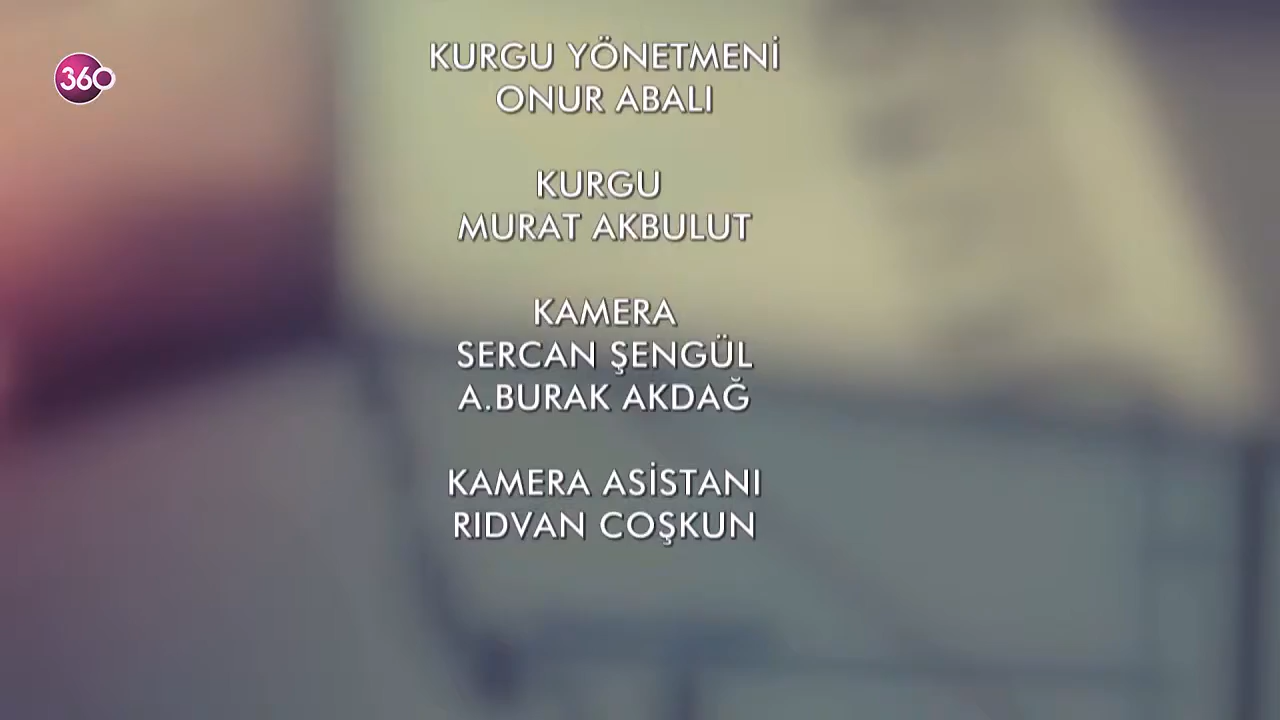 360
KURGU YÖNETMENİ
ONUR ABALI
KURGU
MURAT AKBULUT
KAMERA
SERCAN ŞENGÜL
A.BURAK AKDAĞ
KAMERA ASİSTANI
RIDVAN COŞKUN